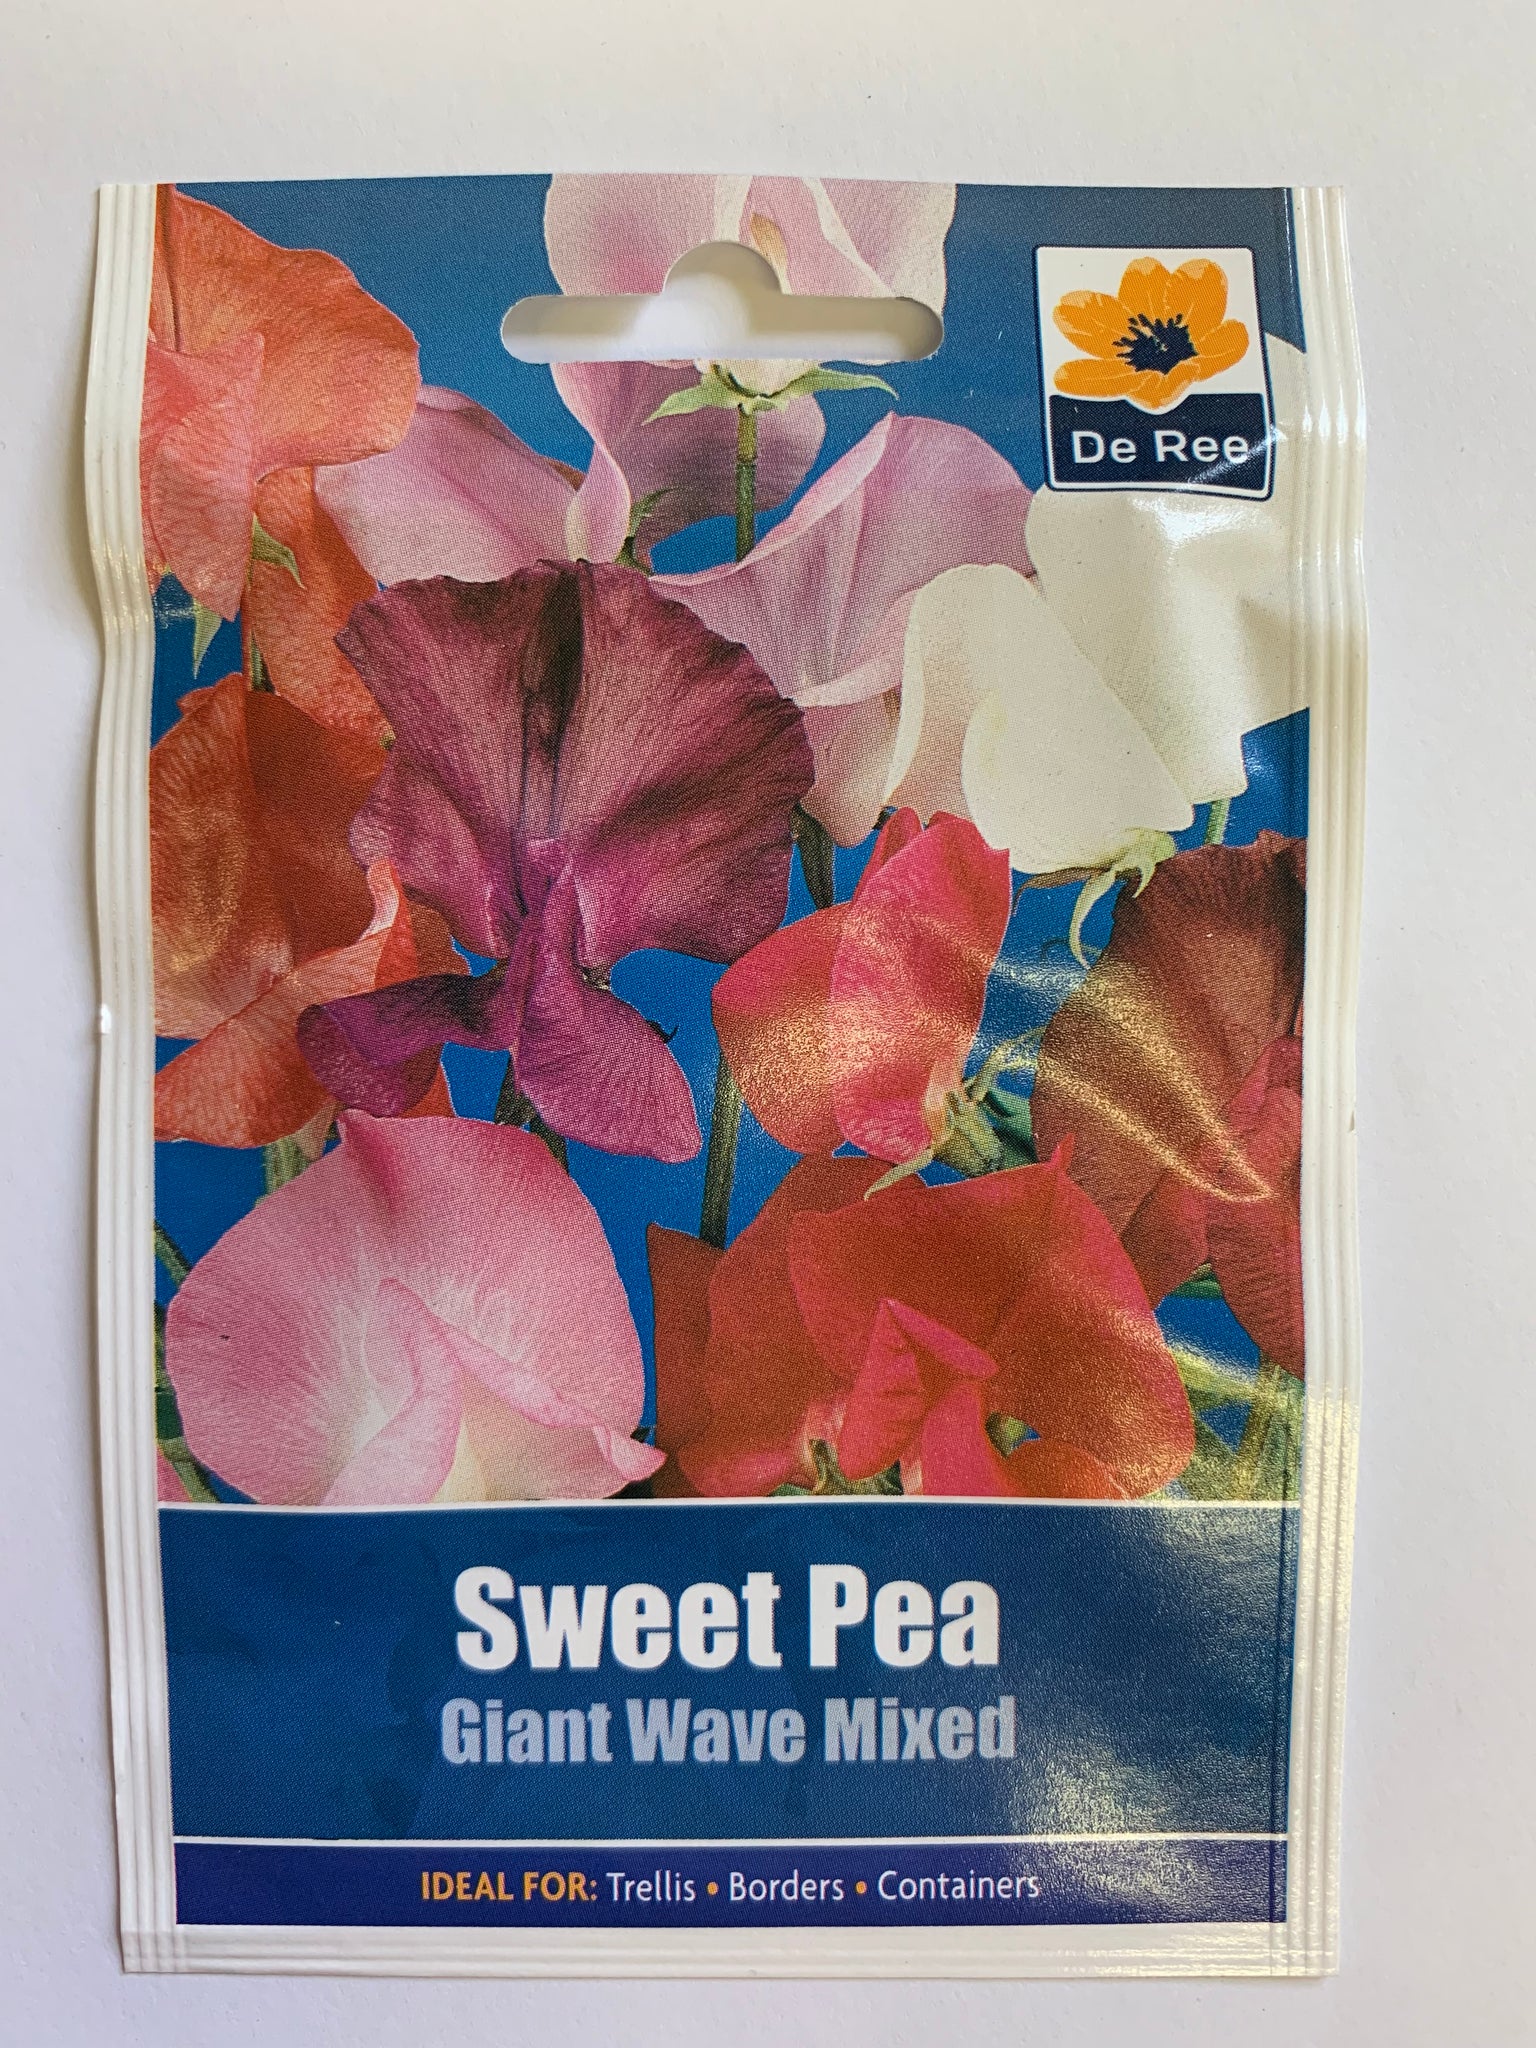 De Ree
Sweet Pea
Giant Wave Mixed
IDEAL FOR: Trellis • Borders • Containers